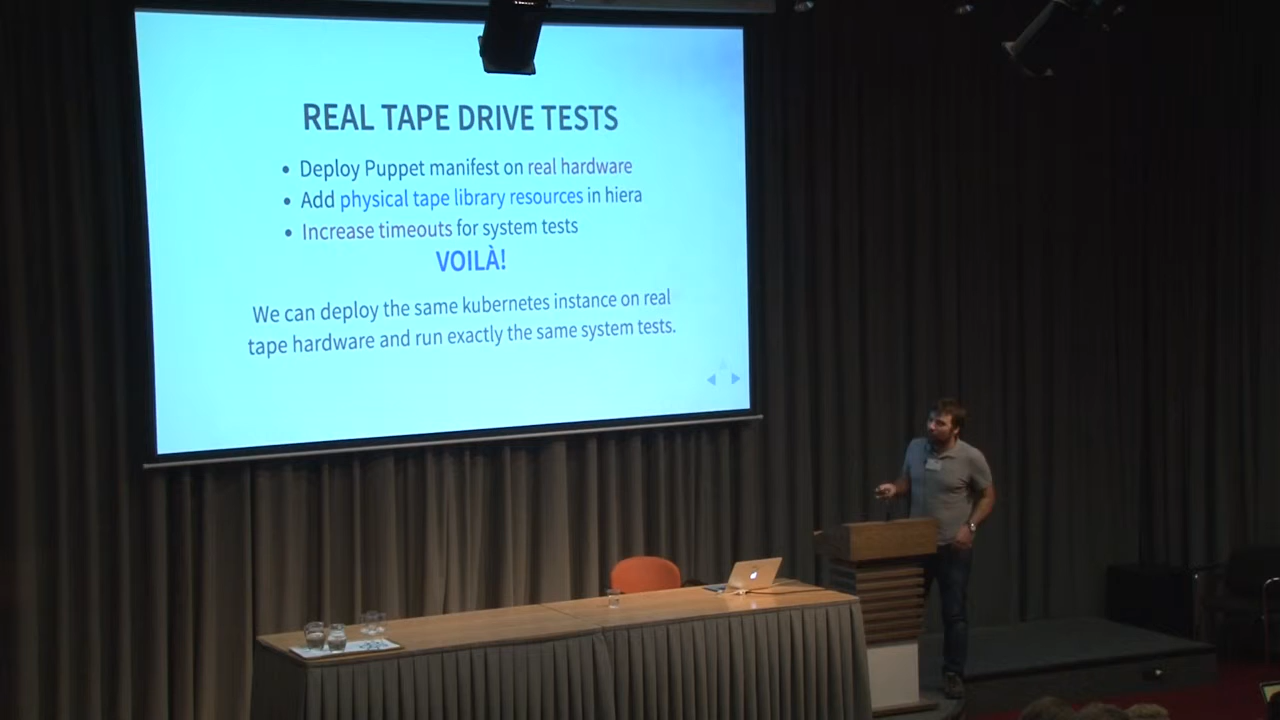 REAL TAPE DRIVE TESTS
• Deploy Puppet manifest on real hardware
• Add physical tape library resources in hiera
• Increase timeouts for system tests
VOILÀ!
We can deploy the same kubernetes instance on real
tape hardware and run exactly the same system tests.